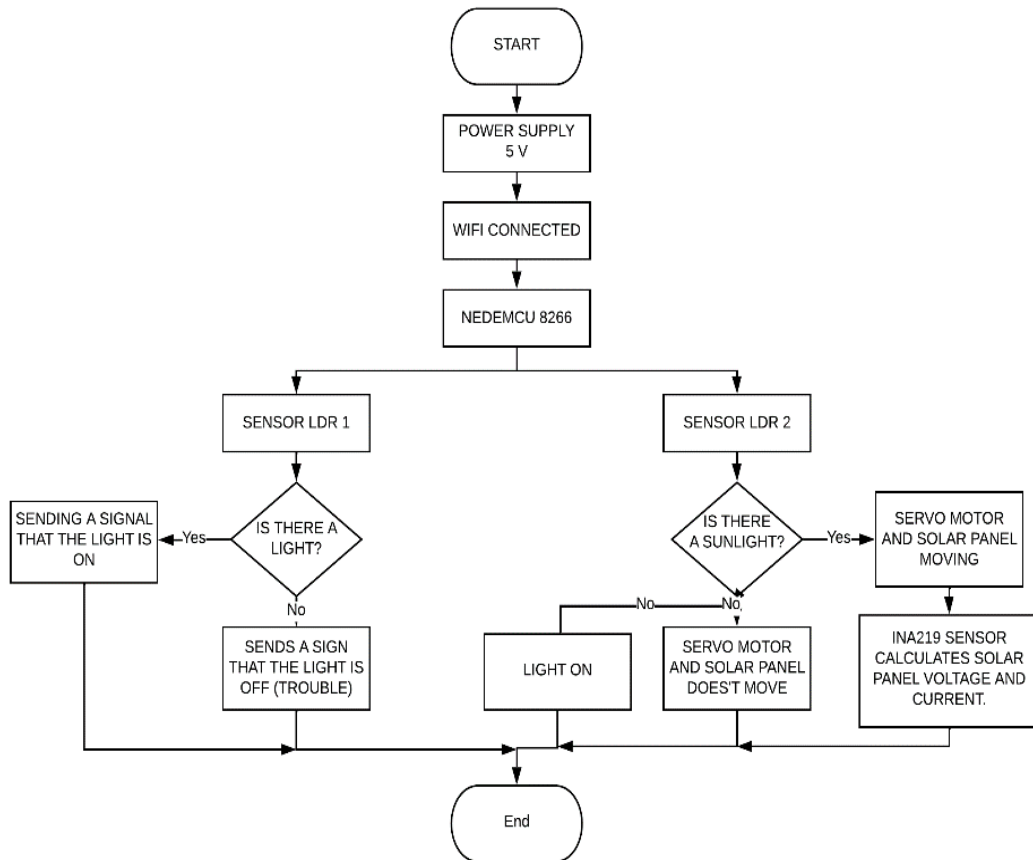 START
POWER SUPPLY
5 V
WIFI CONNECTED
NEDEMCU 8266
SENSOR LDR 1
SENSOR LDR 2
SENDING A SIGNAL
THAT THE LIGHT IS
ON
Yes
IS THERE A
LIGHT?
IS THERE
A SUNLIGHT?
Yes
SERVO MOTOR
AND SOLAR PANEL
MOVING
No
No
No
SENDS A SIGN
THAT THE LIGHT IS
OFF (TROUBLE)
LIGHT ON
SERVO MOTOR
AND SOLAR PANEL
DOES'T MOVE
INA219 SENSOR
CALCULATES SOLAR
PANEL VOLTAGE AND
CURRENT.
End